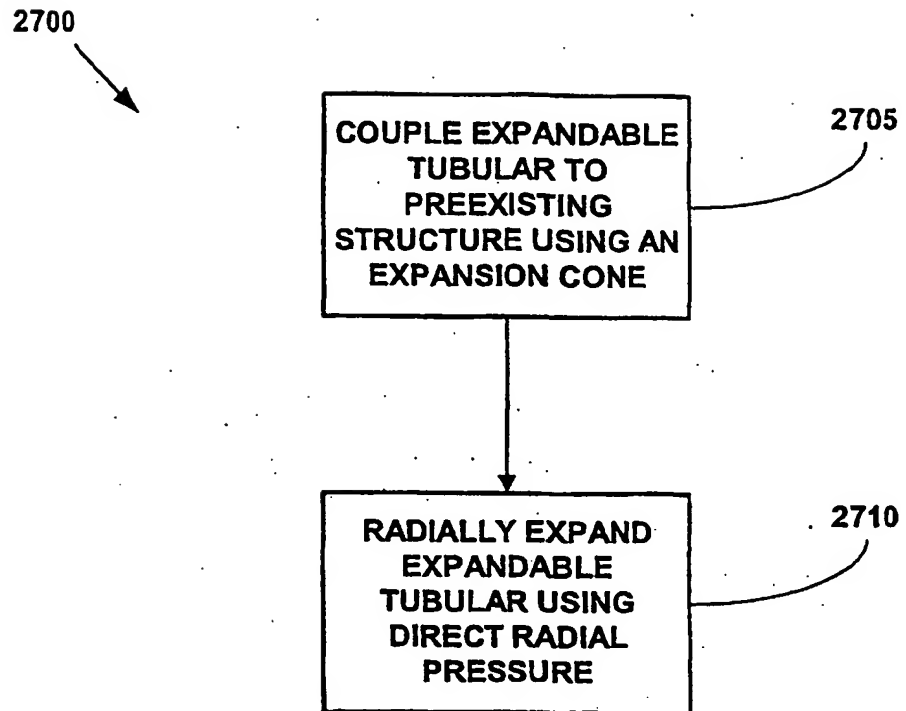 2700
COUPLE EXPANDABLE
TUBULAR TO
PREEXISTING
STRUCTURE USING AN
EXPANSION CONE
2705
RADIALLY EXPAND
EXPANDABLE
TUBULAR USING
DIRECT RADIAL
PRESSURE
2710